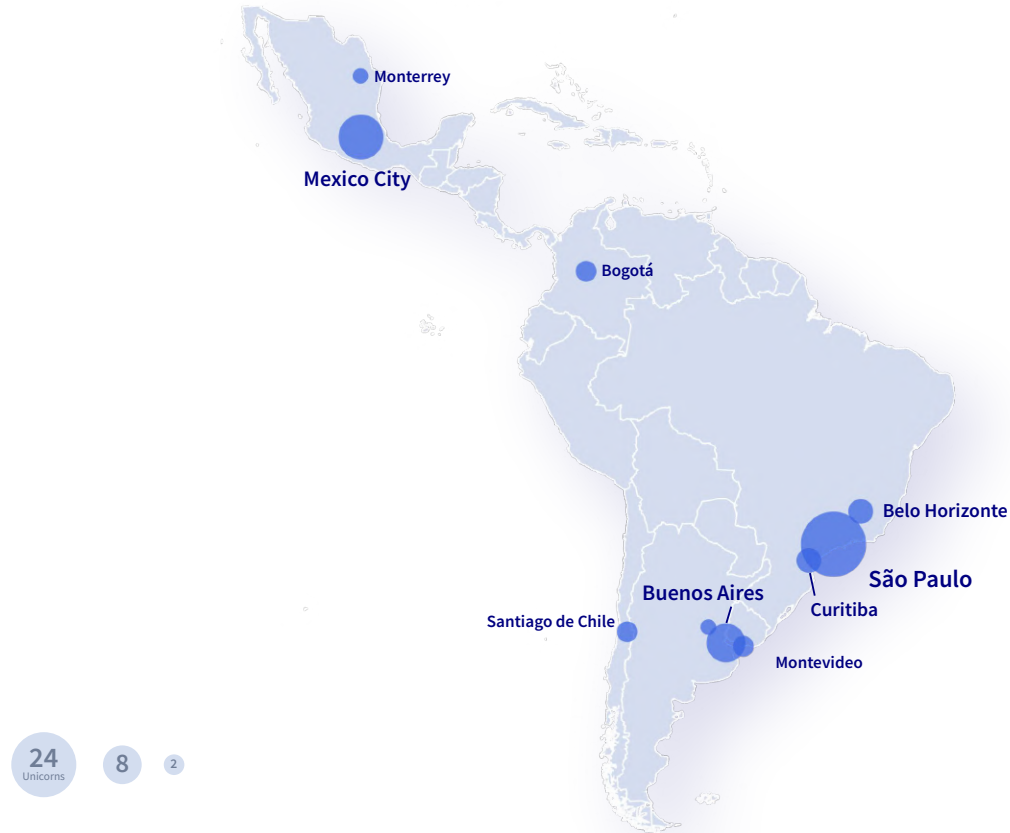 Monterrey
Mexico City
Bogotá
Belo Horizonte
São Paulo
Buenos Aires
Curitiba
Santiago de Chile
Montevideo
24
Unicorns
8
2